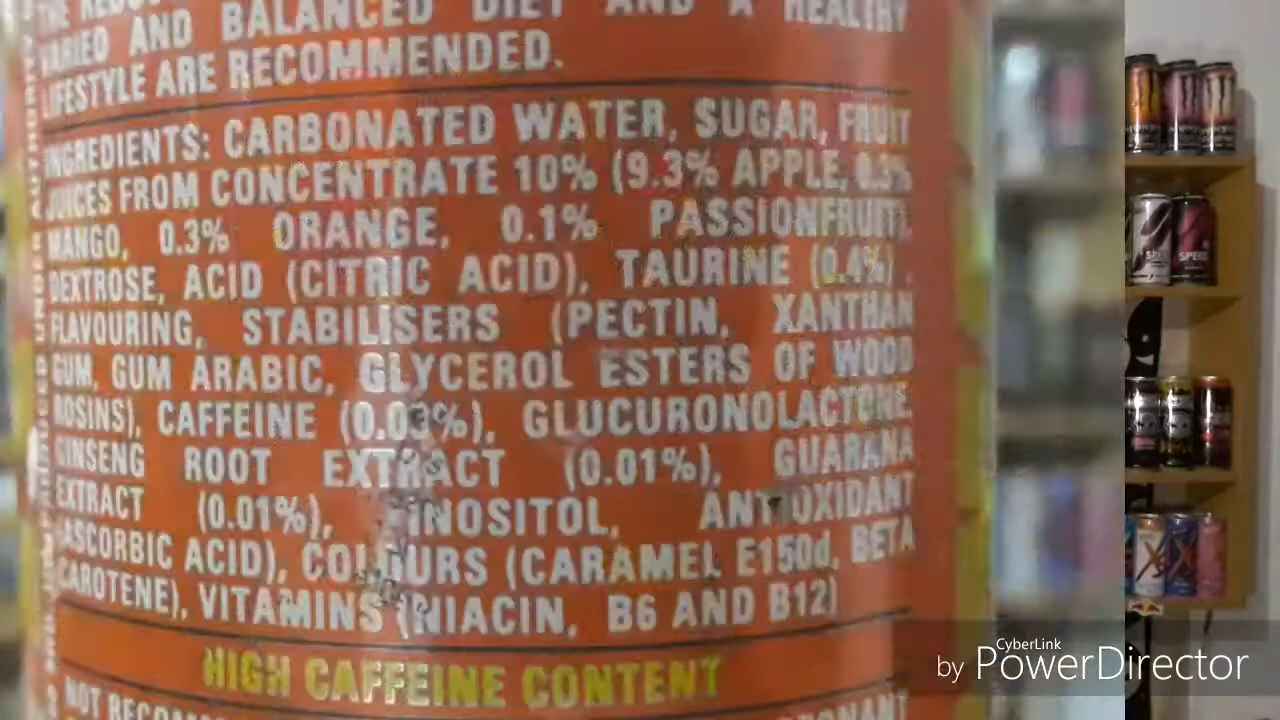 VARIED AND BALANCED DIET AND A HEALTHY
LIFESTYLE ARE RECOMMENDED.
INGREDIENTS: CARBONATED WATER, SUGAR, FRUIT
JUICES FROM CONCENTRATE 10% (9.3% APPLE, 0.3%
MANGO, 0.3% ORANGE, 0.1% PASSIONFRUIT),
DEXTROSE, ACID (CITRIC ACID), TAURINE (0.4%),
FLAVOURING, STABILISERS (PECTIN, XANTHAN
GUM, GUM ARABIC, GLYCEROL ESTERS OF WOOD
ROSINS), CAFFEINE (0.03%), GLUCURONOLACTONE,
GINSENG ROOT EXTRACT (0.01%), GUARANA
EXTRACT (0.01%), INOSITOL, ANTIOXIDANT
(ASCORBIC ACID), COLOURS (CARAMEL E150d, BETA
CAROTENE), VITAMINS (NIACIN, B6 AND B12)
HIGH CAFFEINE CONTENT
NOT
UNDER AUTHORITY
CyberLink
by PowerDirector